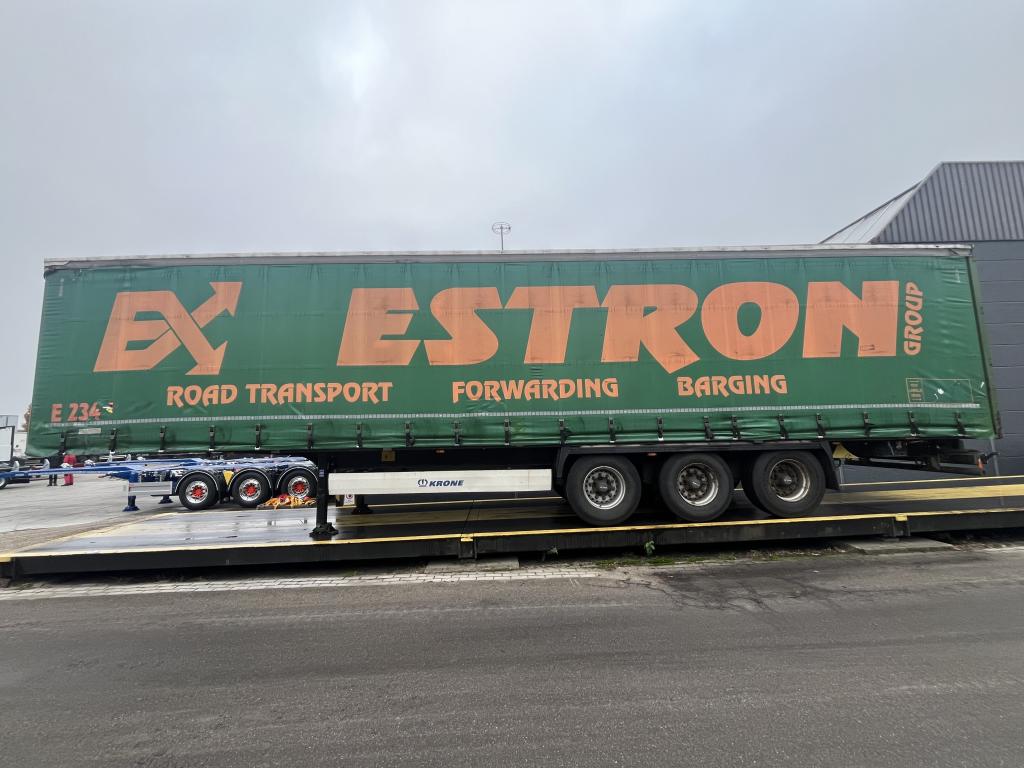 EX ESTRON GROUP
ROAD TRANSPORT FORWARDING BARGING
E 234
KRONE